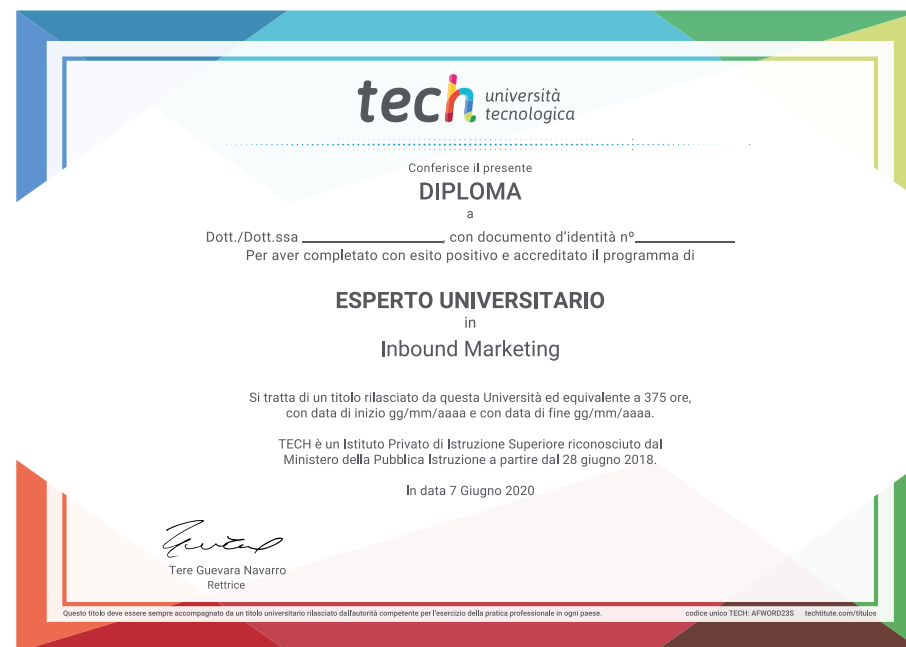 tech università
tecnologica
Conferisce il presente
DIPLOMA
a
Dott./Dott.ssa ________________, con documento d'identità nº____________
Per aver completato con esito positivo e accreditato il programma di
ESPERTO UNIVERSITARIO
in
Inbound Marketing
Si tratta di un titolo rilasciato da questa Università ed equivalente a 375 ore,
con data di inizio gg/mm/aaaa e con data di fine gg/mm/aaaa.
TECH è un Istituto Privato di Istruzione Superiore riconosciuto dal
Ministero della Pubblica Istruzione a partire dal 28 giugno 2018.
In data 7 Giugno 2020
Tere Guevara Navarro
Rettrice
Questo titolo deve essere sempre accompagnato da un titolo universitario rilasciato dall'autorità competente per l'esercizio della pratica professionale in ogni paese. codice unico TECH: AFWORD23S techtitute.com/titulos